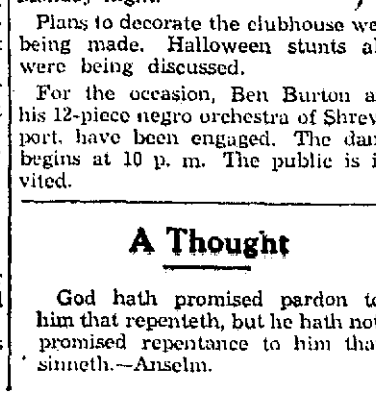 Plans to decorate the clubhouse we
being made. Halloween stunts al
were being discussed.
For the occasion, Ben Burton a
his 12-piece negro orchestra of Shrev
port, have been engaged. The dan
begins at 10 p. m. The public is i
vited.
A Thought
God hath promised pardon to
him that repenteth, but he hath not
promised repentance to him tha
sinneth.—Anselm.